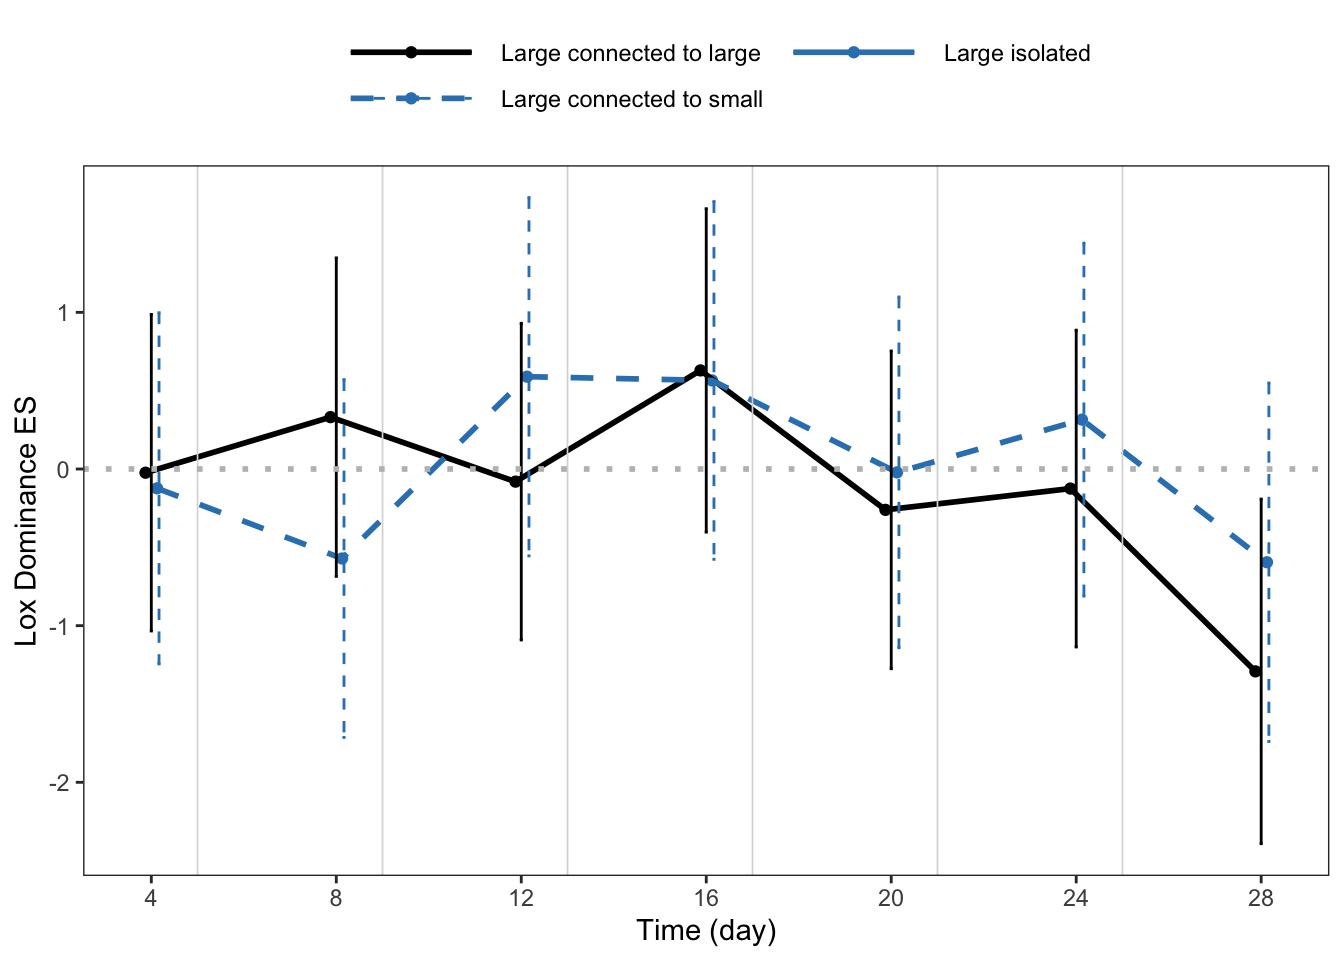 Large connected to large
Large isolated
Large connected to small
Lox Dominance ES
1
0
-1
-2
4 8 12 16 20 24 28
Time (day)